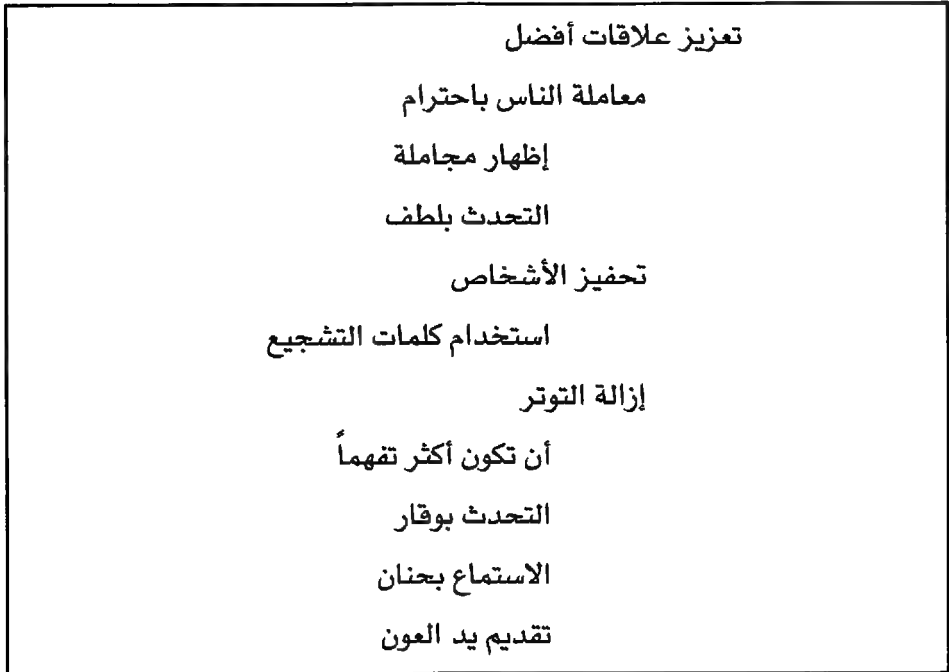 تعزيز علاقات أفضل
معاملة الناس باحترام
إظهار مجاملة
التحدث بلطف
تحفيز الأشخاص
استخدام كلمات التشجيع
إزالة التوتر
أن تكون أكثر تفهماً
التحدث بوقار
الاستماع بحنان
تقديم يد العون